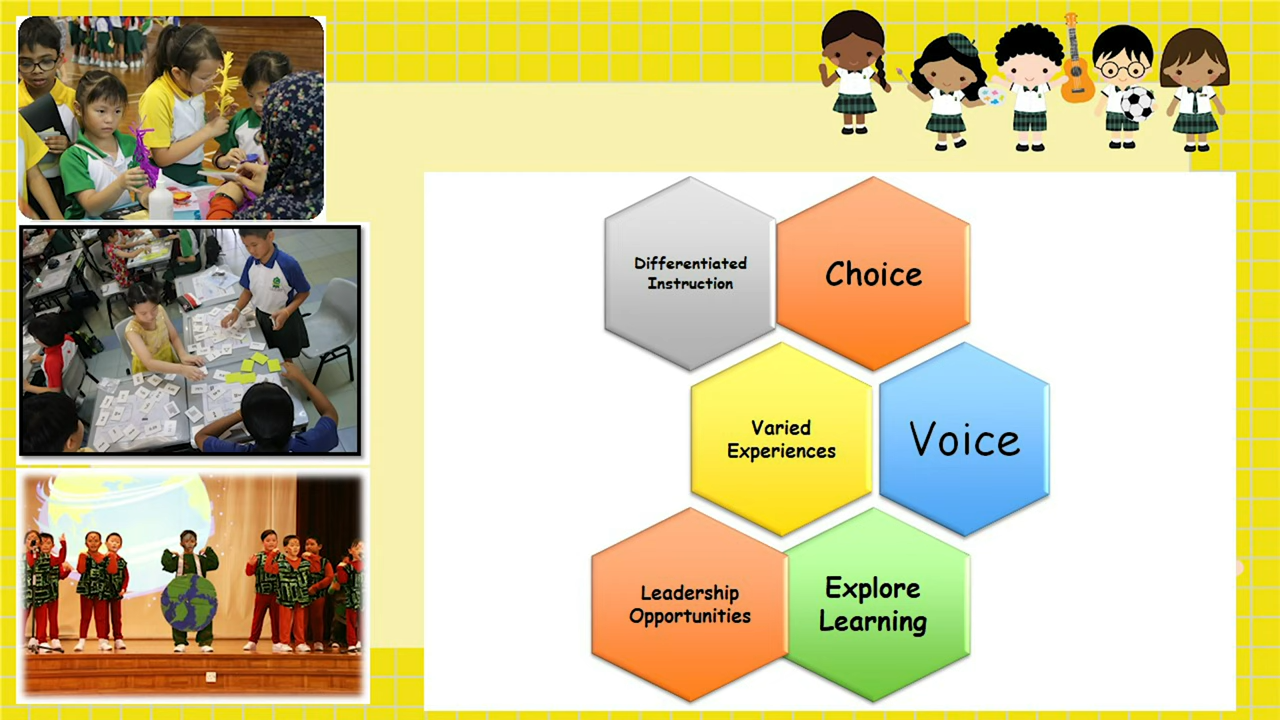 Differentiated
Instruction
Choice
Varied
Experiences
Voice
Leadership
Opportunities
Explore
Learning